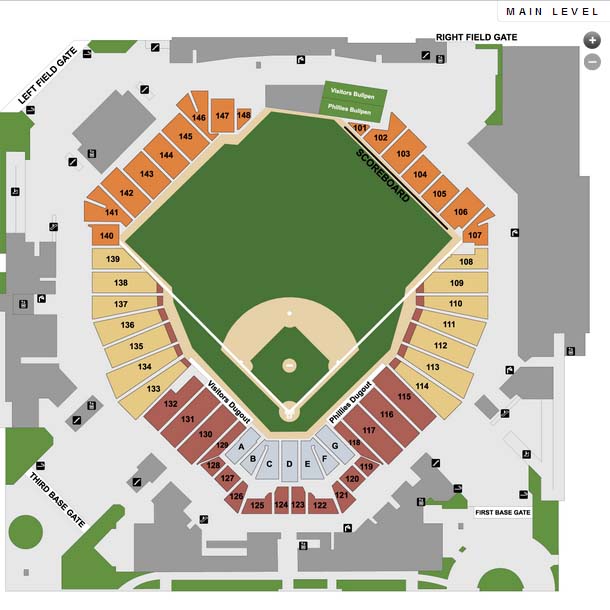 MAIN LEVEL
RIGHT FIELD GATE
LEFT FIELD GATE
Visitors Bullpen
Phillies Bullpen
146
147
148
101
102
145
103
144
104
143
105
142
106
141
107
140
SCOREBOARD
139
108
138
109
137
110
136
111
135
112
134
113
133
114
132
115
131
116
130
117
129
118
128
119
127
120
126
121
125
124
123
122
Visitors Dugout
Phillies Dugout
A
B
C
D
E
F
G
THIRD BASE GATE
FIRST BASE GATE